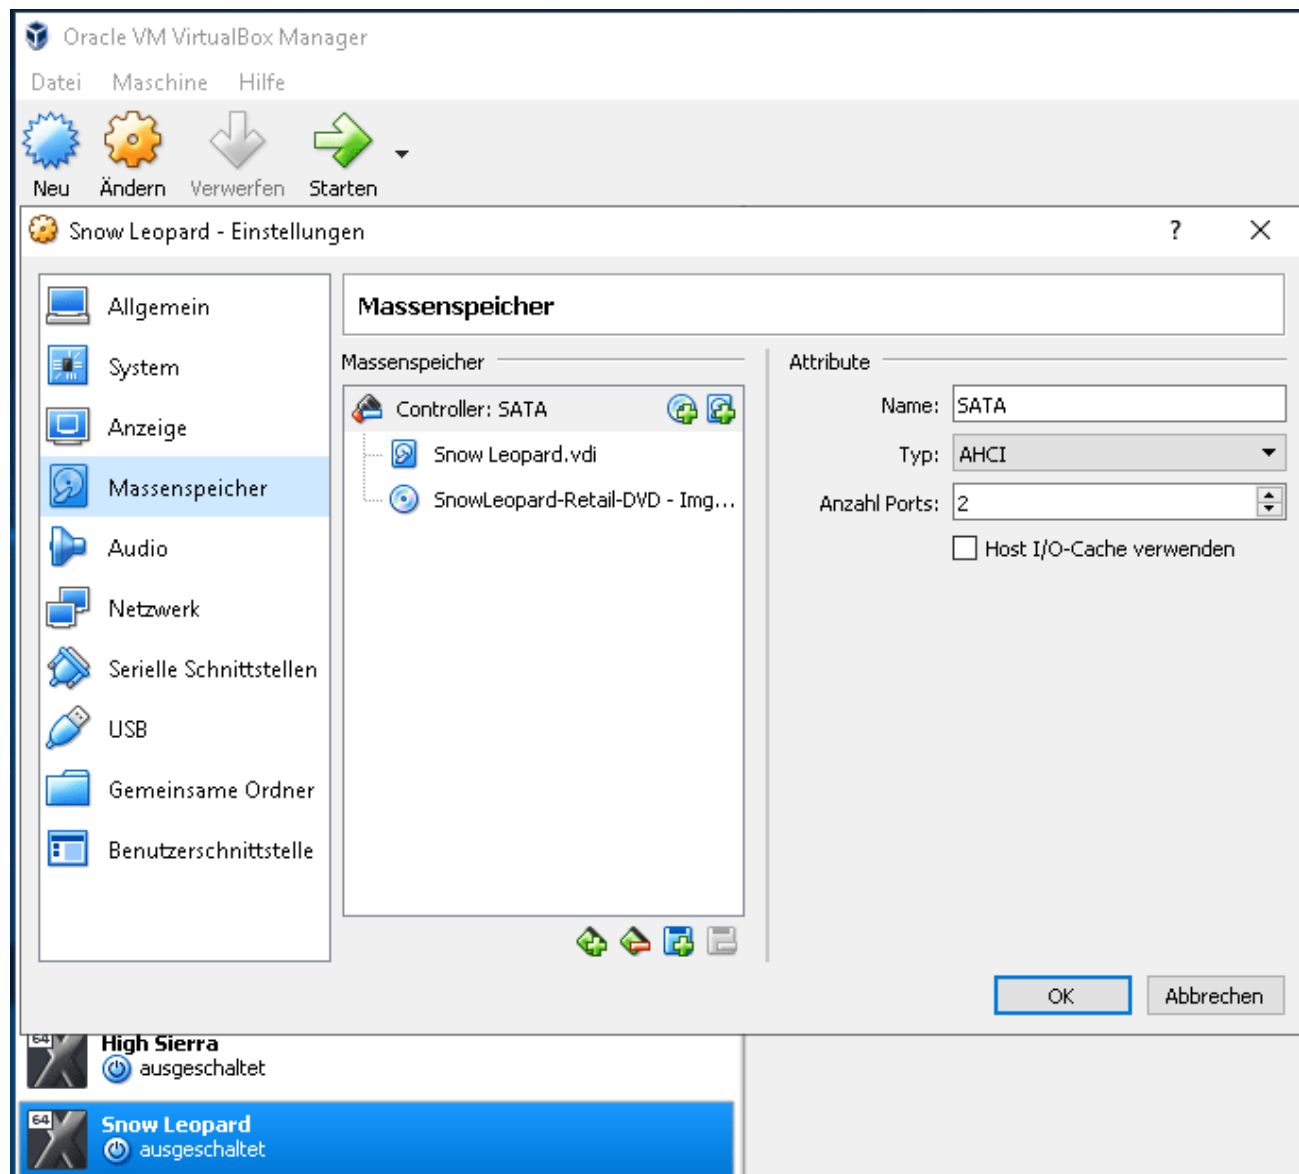 Oracle VM VirtualBox Manager
Datei Maschine Hilfe
Neu Ändern Verwerfen Starten
Snow Leopard - Einstellungen ?
Allgemein
System
Anzeige
Massenspeicher
Audio
Netzwerk
Serielle Schnittstellen
USB
Gemeinsame Ordner
Benutzerschnittstelle
Massenspeicher
Massenspeicher
Controller: SATA
Snow Leopard.vdi
SnowLeopard-Retail-DVD - Img...
Attribute
Name: SATA
Typ: AHCI
Anzahl Ports: 2
Host I/O-Cache verwenden
OK Abbrechen
64 High Sierra
ausgeschaltet
64 Snow Leopard
ausgeschaltet